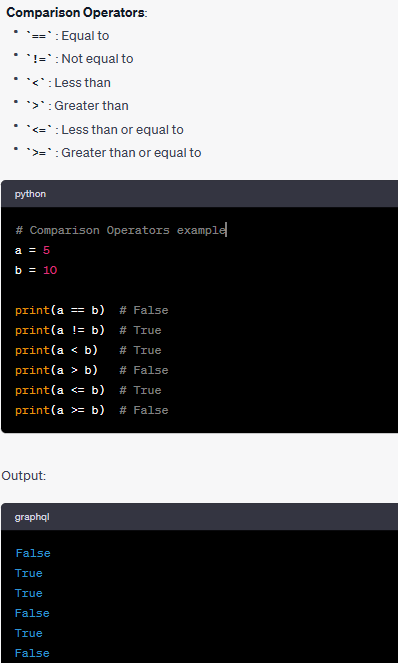 Comparison Operators:
• `==`: Equal to
• `!=`: Not equal to
• `<`: Less than
• `>`: Greater than
• `<=`: Less than or equal to
• `>=`: Greater than or equal to
python
# Comparison Operators example
a = 5
b = 10
print(a == b)  # False
print(a != b)  # True
print(a < b)   # True
print(a > b)   # False
print(a <= b)  # True
print(a >= b)  # False
Output:
graphql
False
True
True
False
True
False